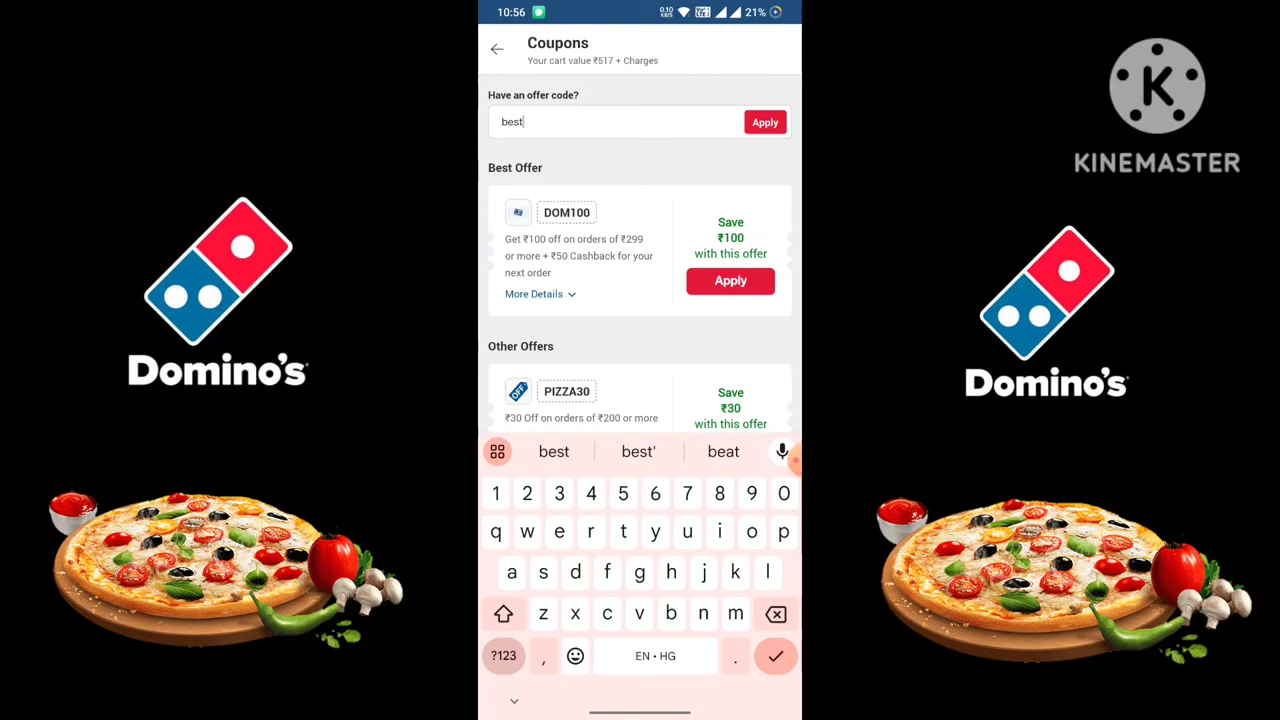 10:56
0.10 KB/S
21%
Coupons
Your cart value ₹517 + Charges
Have an offer code?
best
Apply
Best Offer
DOM100
Get ₹100 off on orders of ₹299
or more + ₹50 Cashback for your
next order
More Details
Save
₹100
with this offer
Apply
Other Offers
PIZZA30
₹30 Off on orders of ₹200 or more
Save
₹30
with this offer
best best' beat
1 2 3 4 5 6 7 8 9 0
q w e r t y u i o p
a s d f g h j k l
z x c v b n m
?123 , EN • HG .
Domino's
Domino's
K
KINEMASTER
OFF